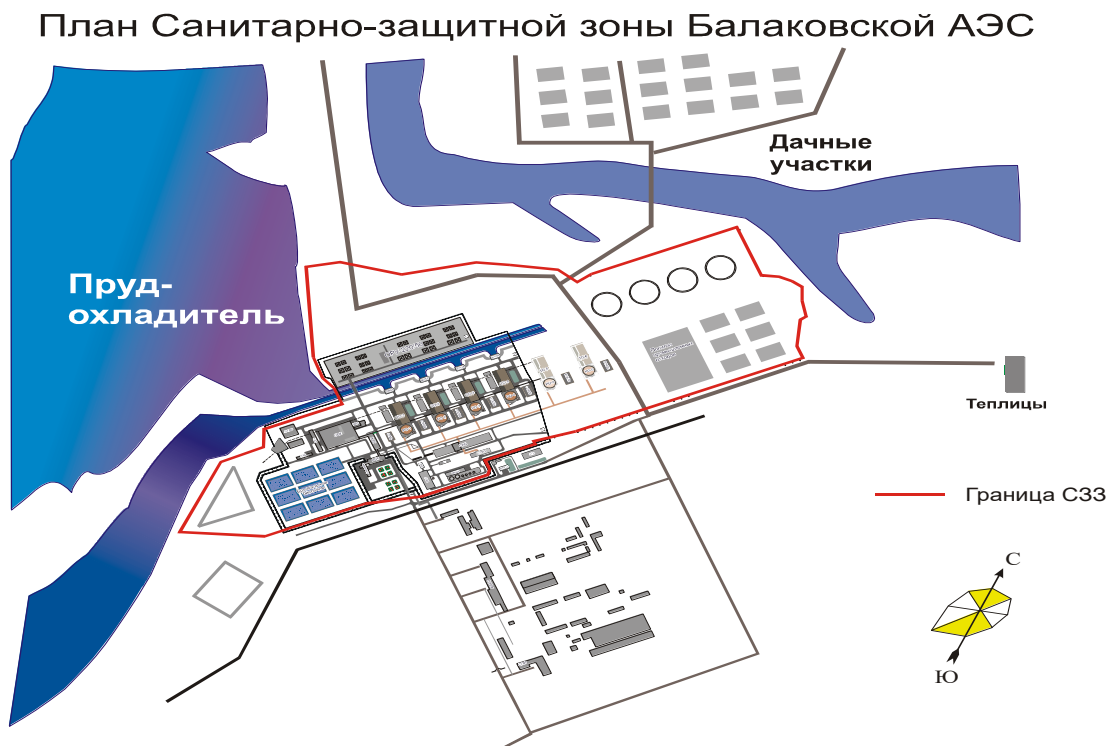 План Санитарно-защитной зоны Балаковской АЭС
Дачные
участки
Пруд-
охладитель
Теплицы
Граница СЗЗ
С
Ю